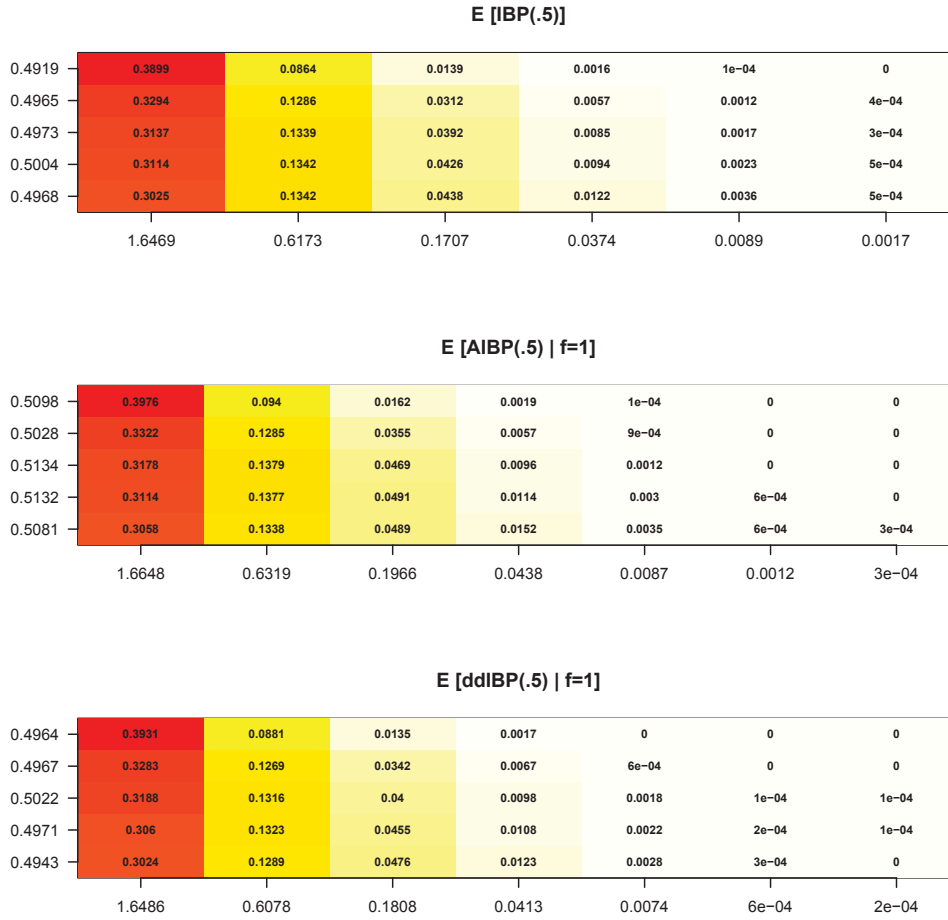 E [IBP(.5)]
0.4919 0.3899 0.0864 0.0139 0.0016 1e−04 0
0.4965 0.3294 0.1286 0.0312 0.0057 0.0012 4e−04
0.4973 0.3137 0.1339 0.0392 0.0085 0.0017 3e−04
0.5004 0.3114 0.1342 0.0426 0.0094 0.0023 5e−04
0.4968 0.3025 0.1342 0.0438 0.0122 0.0036 5e−04
1.6469 0.6173 0.1707 0.0374 0.0089 0.0017
E [AIBP(.5) | f=1]
0.5098 0.3976 0.094 0.0162 0.0019 1e−04 0 0
0.5028 0.3322 0.1285 0.0355 0.0057 9e−04 0 0
0.5134 0.3178 0.1379 0.0469 0.0096 0.0012 0 0
0.5132 0.3114 0.1377 0.0491 0.0114 0.003 6e−04 0
0.5081 0.3058 0.1338 0.0489 0.0152 0.0035 6e−04 3e−04
1.6648 0.6319 0.1966 0.0438 0.0087 0.0012 3e−04
E [ddIBP(.5) | f=1]
0.4964 0.3931 0.0881 0.0135 0.0017 0 0 0
0.4967 0.3283 0.1269 0.0342 0.0067 6e−04 0 0
0.5022 0.3188 0.1316 0.04 0.0098 0.0018 1e−04 1e−04
0.4971 0.306 0.1323 0.0455 0.0108 0.0022 2e−04 1e−04
0.4943 0.3024 0.1289 0.0476 0.0123 0.0028 3e−04 0
1.6486 0.6078 0.1808 0.0413 0.0074 6e−04 2e−04